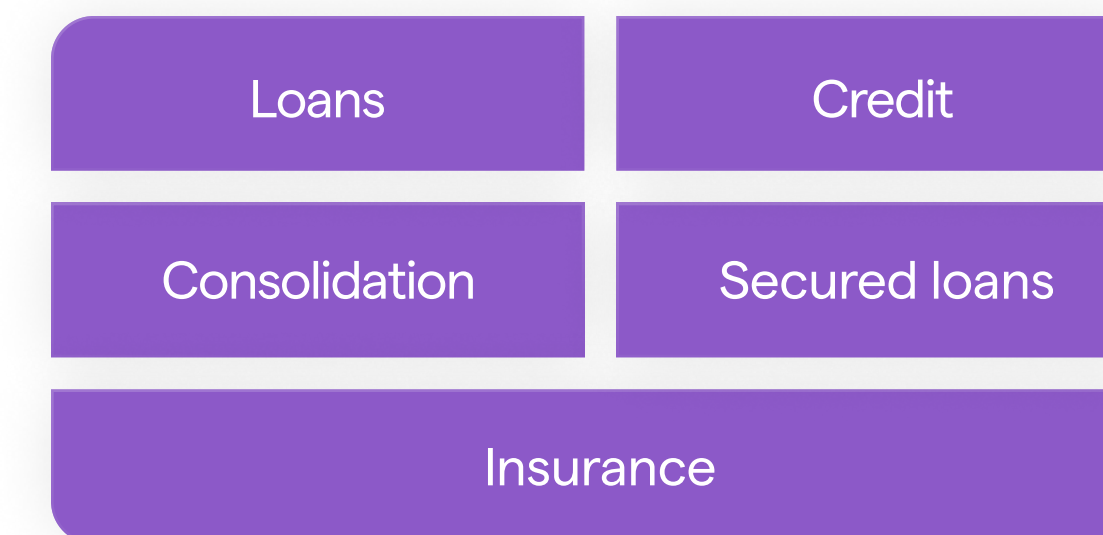 Loans
Credit
Consolidation
Secured loans
Insurance